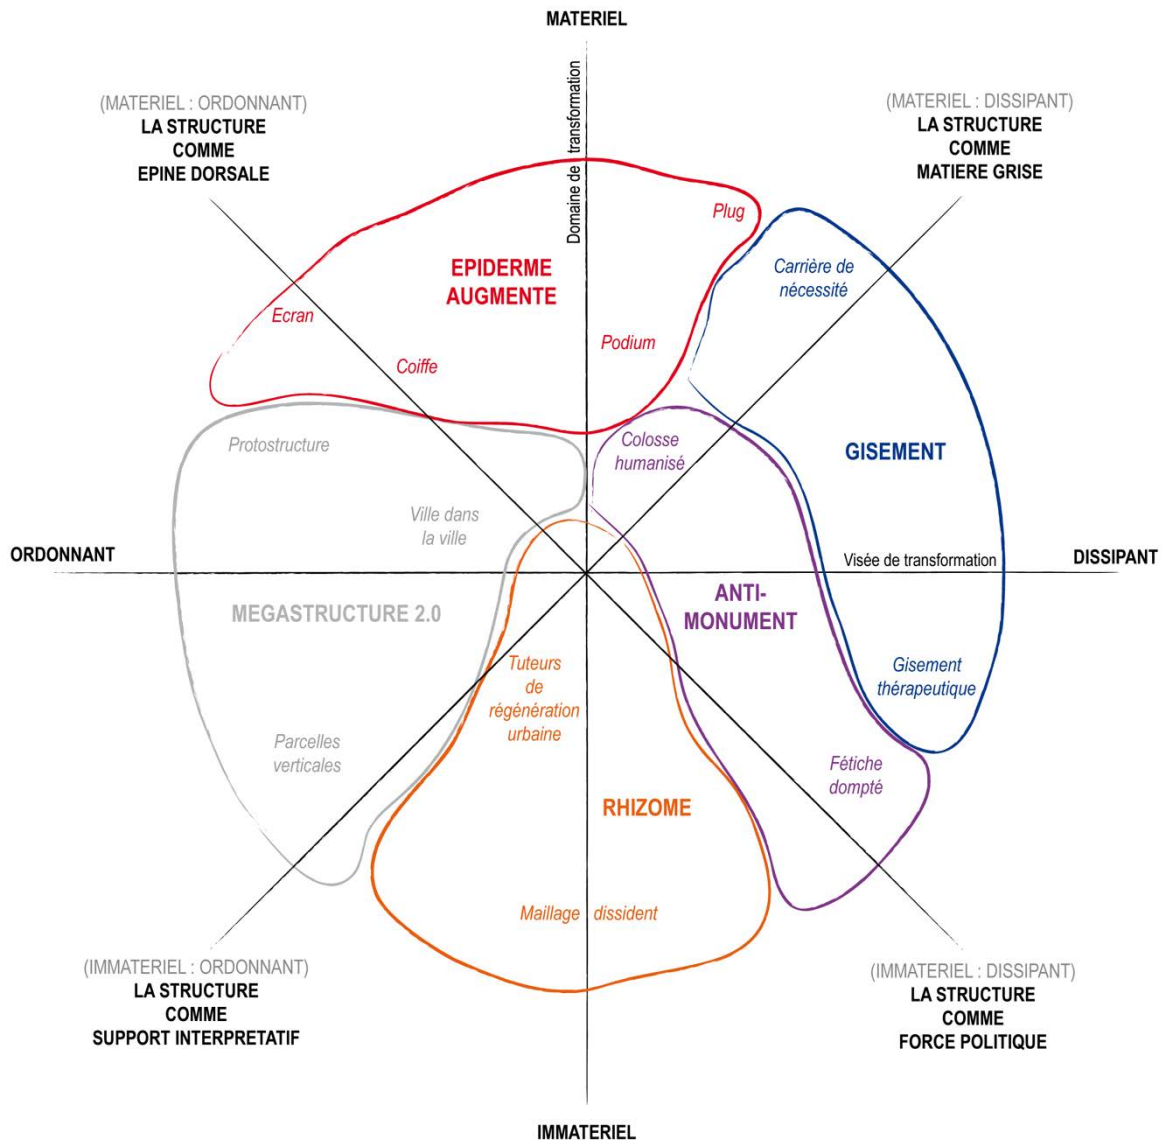 MATERIEL
Domaine de transformation
(MATERIEL : ORDONNANT)
LA STRUCTURE
COMME
EPINE DORSALE
(MATERIEL : DISSIPANT)
LA STRUCTURE
COMME
MATIERE GRISE
Plug
EPIDERME
AUGMENTE
Carrière de
nécessité
Ecran
Podium
Coiffe
Protostructure
Colosse
humanisé
GISEMENT
Ville dans
la ville
ORDONNANT
Visée de transformation
DISSIPANT
MEGASTRUCTURE 2.0
ANTI-
MONUMENT
Tuteurs
de
régénération
urbaine
Gisement
thérapeutique
Parcelles
verticales
Fétiche
dompté
RHIZOME
Maillage dissident
(IMMATERIEL : ORDONNANT)
LA STRUCTURE
COMME
SUPPORT INTERPRETATIF
(IMMATERIEL : DISSIPANT)
LA STRUCTURE
COMME
FORCE POLITIQUE
IMMATERIEL